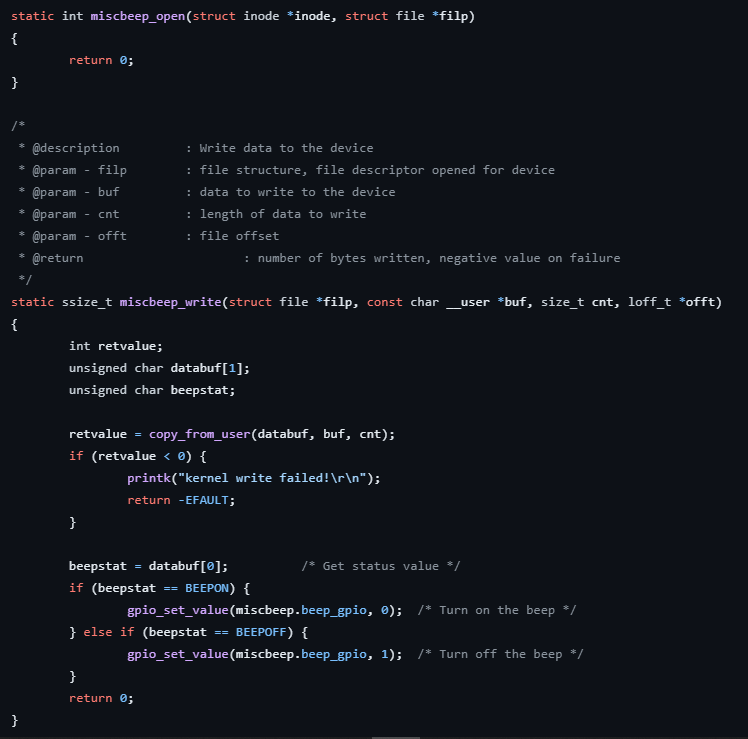 static int miscbeep_open(struct inode *inode, struct file *filp)
{
        return 0;
}

/*
 * @description         : Write data to the device
 * @param - filp        : file structure, file descriptor opened for device
 * @param - buf         : data to write to the device
 * @param - cnt         : length of data to write
 * @param - offt        : file offset
 * @return                      : number of bytes written, negative value on failure
 */
static ssize_t miscbeep_write(struct file *filp, const char __user *buf, size_t cnt, loff_t *offt)
{
        int retvalue;
        unsigned char databuf[1];
        unsigned char beepstat;

        retvalue = copy_from_user(databuf, buf, cnt);
        if (retvalue < 0) {
                printk("kernel write failed!\r\n");
                return -EFAULT;
        }

        beepstat = databuf[0];          /* Get status value */
        if (beepstat == BEEPON) {
                gpio_set_value(miscbeep.beep_gpio, 0);  /* Turn on the beep */
        } else if (beepstat == BEEPOFF) {
                gpio_set_value(miscbeep.beep_gpio, 1);  /* Turn off the beep */
        }
        return 0;
}